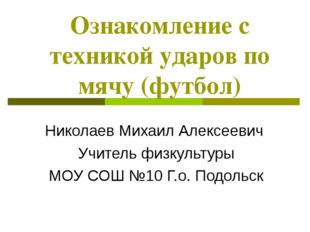 Ознакомление с
техникой ударов по
мячу (футбол)
Николаев Михаил Алексеевич
Учитель физкультуры
МОУ СОШ №10 Г.о. Подольск